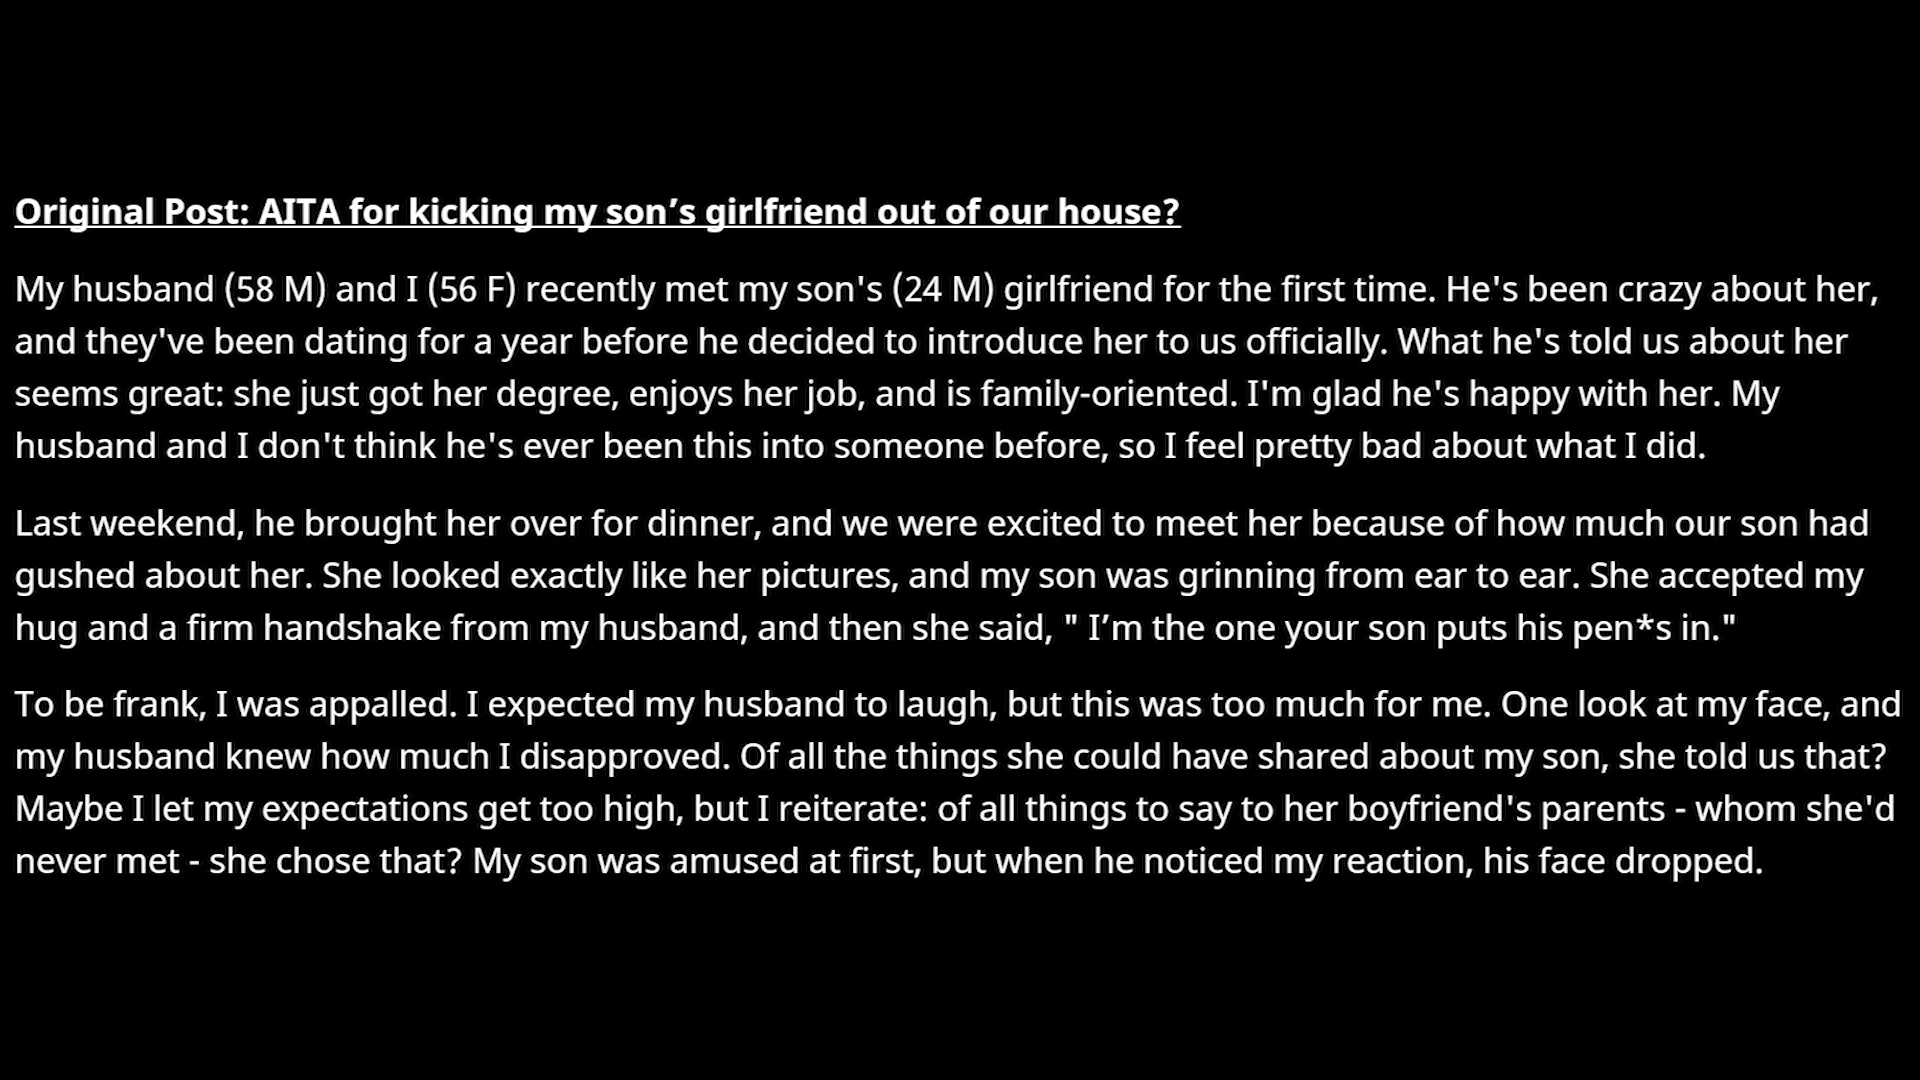 Original Post: AITA for kicking my son’s girlfriend out of our house?
My husband (58 M) and I (56 F) recently met my son's (24 M) girlfriend for the first time. He's been crazy about her,
and they've been dating for a year before he decided to introduce her to us officially. What he's told us about her
seems great: she just got her degree, enjoys her job, and is family-oriented. I'm glad he's happy with her. My
husband and I don't think he's ever been this into someone before, so I feel pretty bad about what I did.
Last weekend, he brought her over for dinner, and we were excited to meet her because of how much our son had
gushed about her. She looked exactly like her pictures, and my son was grinning from ear to ear. She accepted my
hug and a firm handshake from my husband, and then she said, " I’m the one your son puts his pen*s in."
To be frank, I was appalled. I expected my husband to laugh, but this was too much for me. One look at my face, and
my husband knew how much I disapproved. Of all the things she could have shared about my son, she told us that?
Maybe I let my expectations get too high, but I reiterate: of all things to say to her boyfriend's parents - whom she'd
never met - she chose that? My son was amused at first, but when he noticed my reaction, his face dropped.